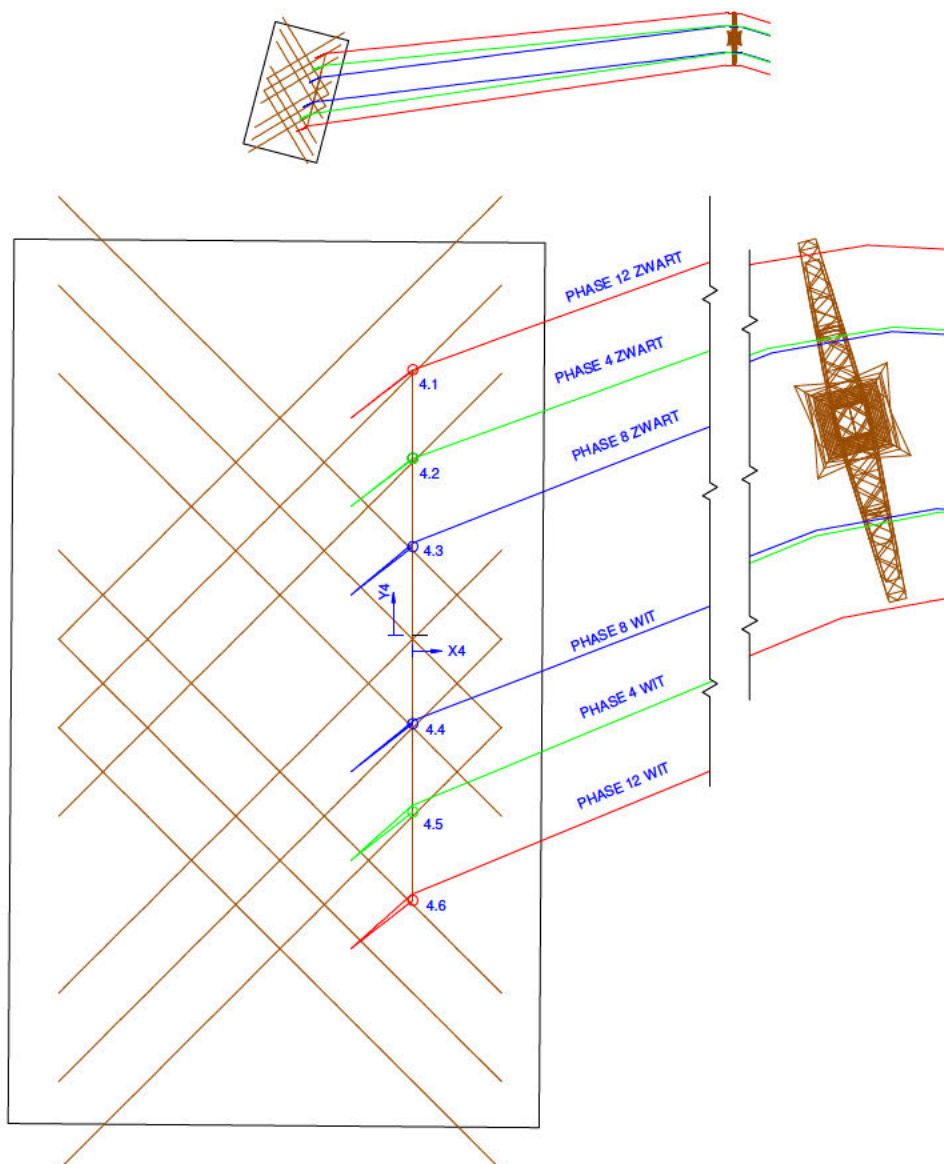 PHASE 12 ZWART
4.1
PHASE 4 ZWART
4.2
PHASE 8 ZWART
4.3
Y4
X4
PHASE 8 WIT
4.4
PHASE 4 WIT
4.5
PHASE 12 WIT
4.6